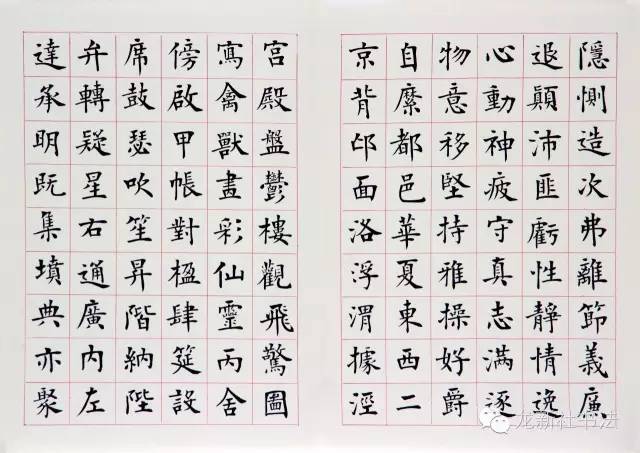 隱惻造次弗離節義廉
退顛沛匪虧性靜情逸
心動神疲守真志滿逐
物意移堅持雅操好爵
自縻都邑華夏東西二
京背邙面洛浮渭據涇
宮殿盤鬱樓觀飛驚圖
寫禽獸畫彩仙靈丙舍
傍啟甲帳對楹肆筵設
席鼓瑟吹笙昇階納陛
弁轉疑星右通廣內左
達承明既集墳典亦聚
龙新社书法